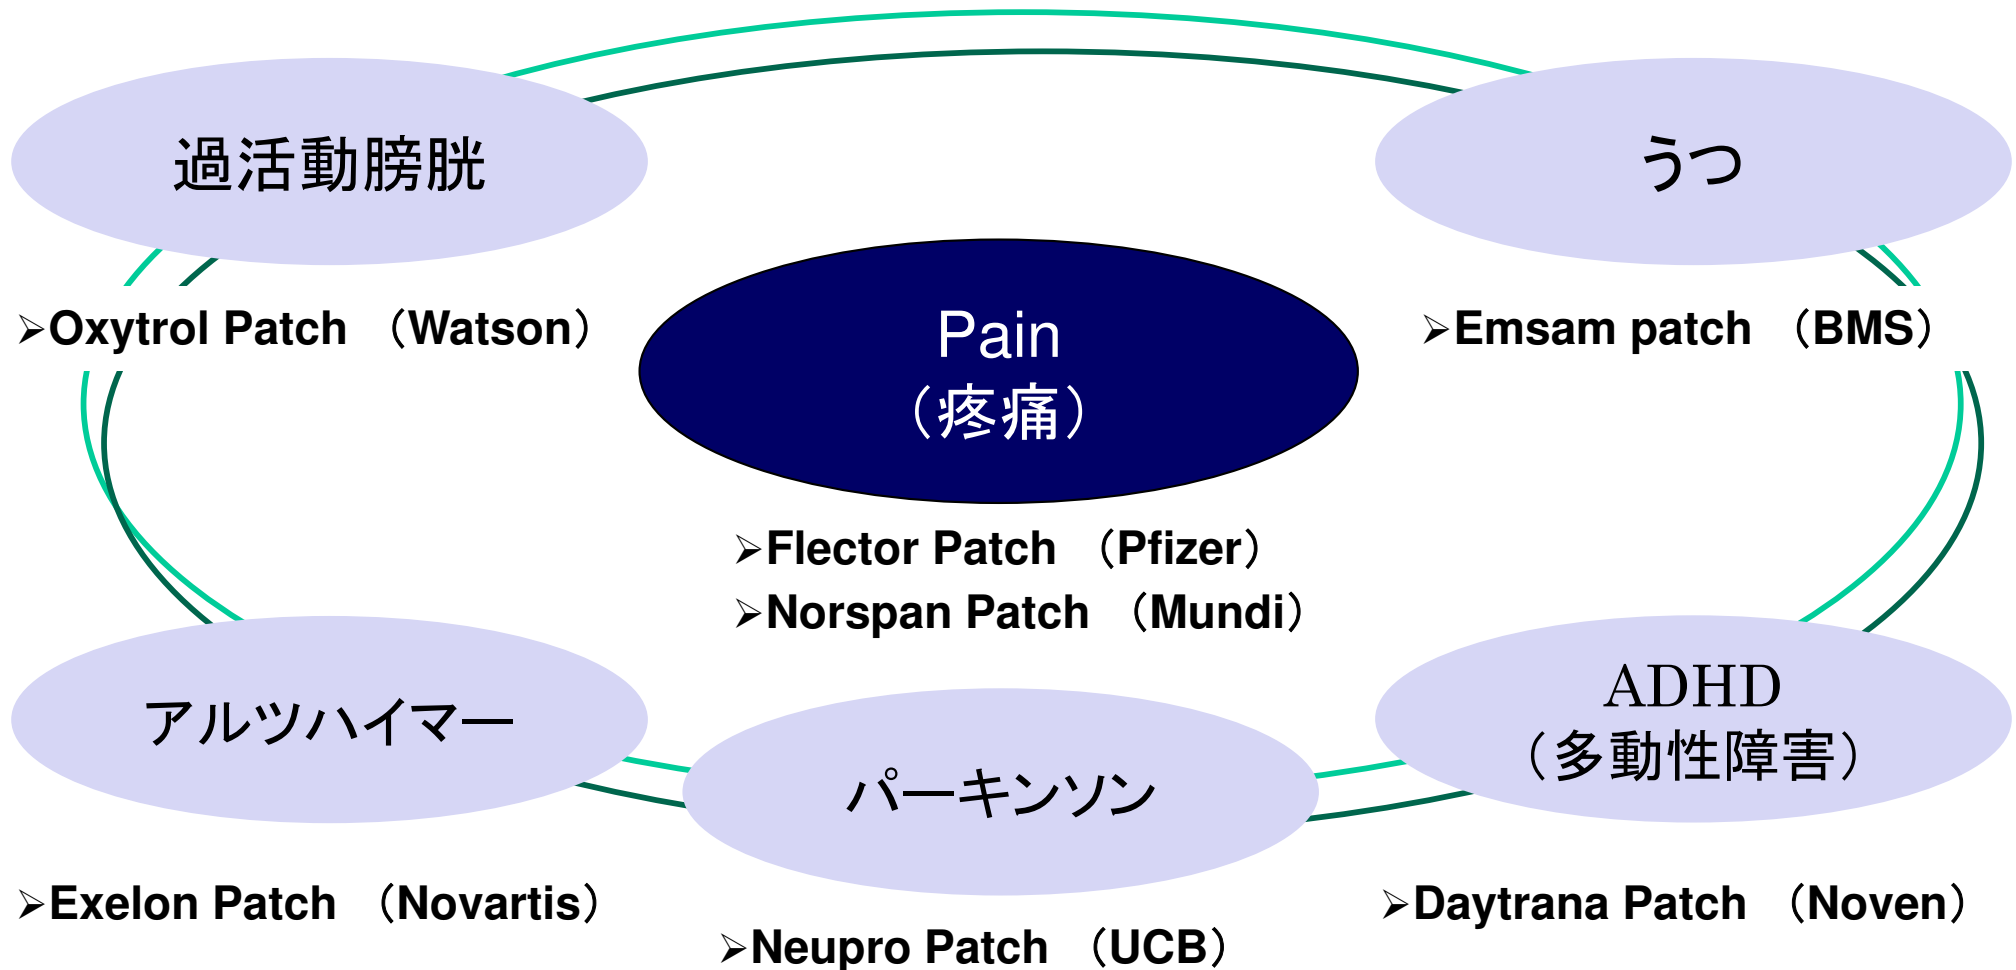 過活動膀胱
うつ
➢Oxytrol Patch （Watson）
Pain
（疼痛）
➢Emsam patch （BMS）
➢Flector Patch （Pfizer）
➢Norspan Patch （Mundi）
アルツハイマー
パーキンソン
ADHD
（多動性障害）
➢Exelon Patch （Novartis）
➢Neupro Patch （UCB）
➢Daytrana Patch （Noven）